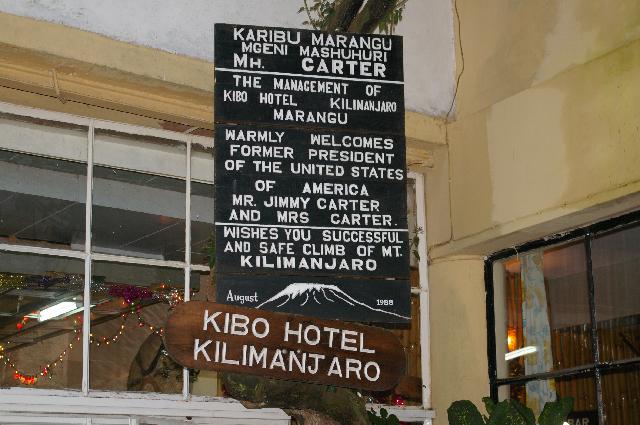 KARIBU MARANGU
MGENI MASHUHURI
MH. CARTER
THE MANAGEMENT OF
KIBO HOTEL KILIMANJARO
MARANGU
WARMLY WELCOMES
FORMER PRESIDENT
OF THE UNITED STATES
OF AMERICA
MR. JIMMY CARTER
AND MRS CARTER.
WISHES YOU SUCCESSFUL
AND SAFE CLIMB OF MT.
KILIMANJARO
August 1988
KIBO HOTEL
KILIMANJARO
BAR